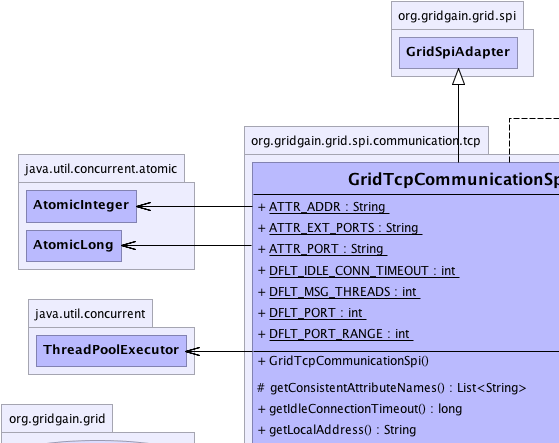 org.gridgain.grid.spi
GridSpiAdapter
org.gridgain.grid.spi.communication.tcp
java.util.concurrent.atomic
AtomicInteger
AtomicLong
GridTcpCommunicationSp
+ ATTR_ADDR : String
+ ATTR_EXT_PORTS : String
+ ATTR_PORT : String
+ DFLT_IDLE_CONN_TIMEOUT : int
+ DFLT_MSG_THREADS : int
+ DFLT_PORT : int
+ DFLT_PORT_RANGE : int
java.util.concurrent
ThreadPoolExecutor
+ GridTcpCommunicationSpi()
# getConsistentAttributeNames() : List<String>
+ getIdleConnectionTimeout() : long
+ getLocalAddress() : String
org.gridgain.grid